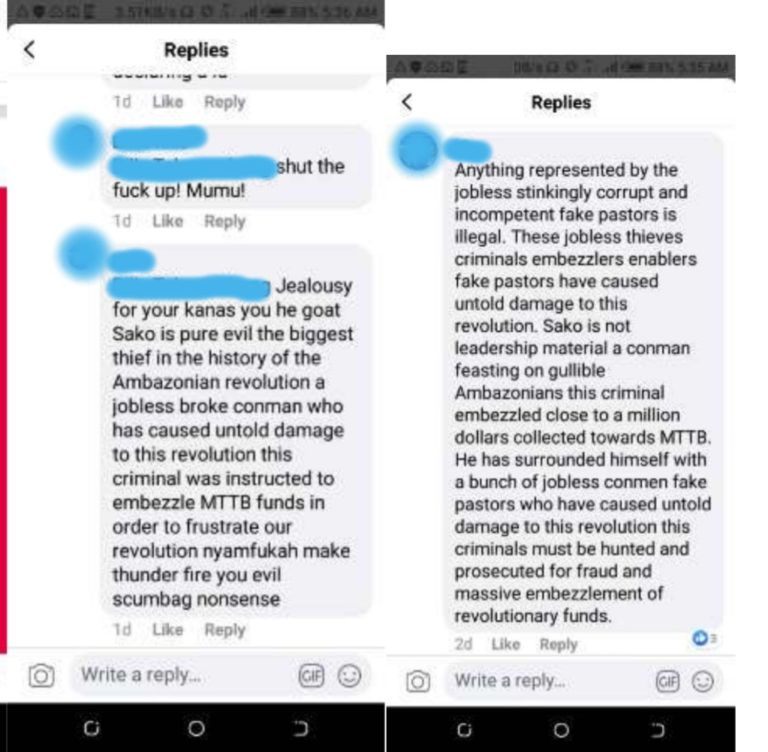 88% 5:36 AM
Replies
1d Like Reply
shut the
fuck up! Mumu!
1d Like Reply
Jealousy
for your kanas you he goat
Sako is pure evil the biggest
thief in the history of the
Ambazonian revolution a
jobless broke conman who
has caused untold damage
to this revolution this
criminal was instructed to
embezzle MTTB funds in
order to frustrate our
revolution nyamfukah make
thunder fire you evil
scumbag nonsense
1d Like Reply
Write a reply...
GIF
88% 5:35 AM
Replies
Anything represented by the
jobless stinkingly corrupt and
incompetent fake pastors is
illegal. These jobless thieves
criminals embezzlers enablers
fake pastors have caused
untold damage to this
revolution. Sako is not
leadership material a conman
feasting on gullible
Ambazonians this criminal
embezzled close to a million
dollars collected towards MTTB.
He has surrounded himself with
a bunch of jobless conmen fake
pastors who have caused untold
damage to this revolution this
criminals must be hunted and
prosecuted for fraud and
massive embezzlement of
revolutionary funds.
2d Like Reply
3
Write a reply...
GIF